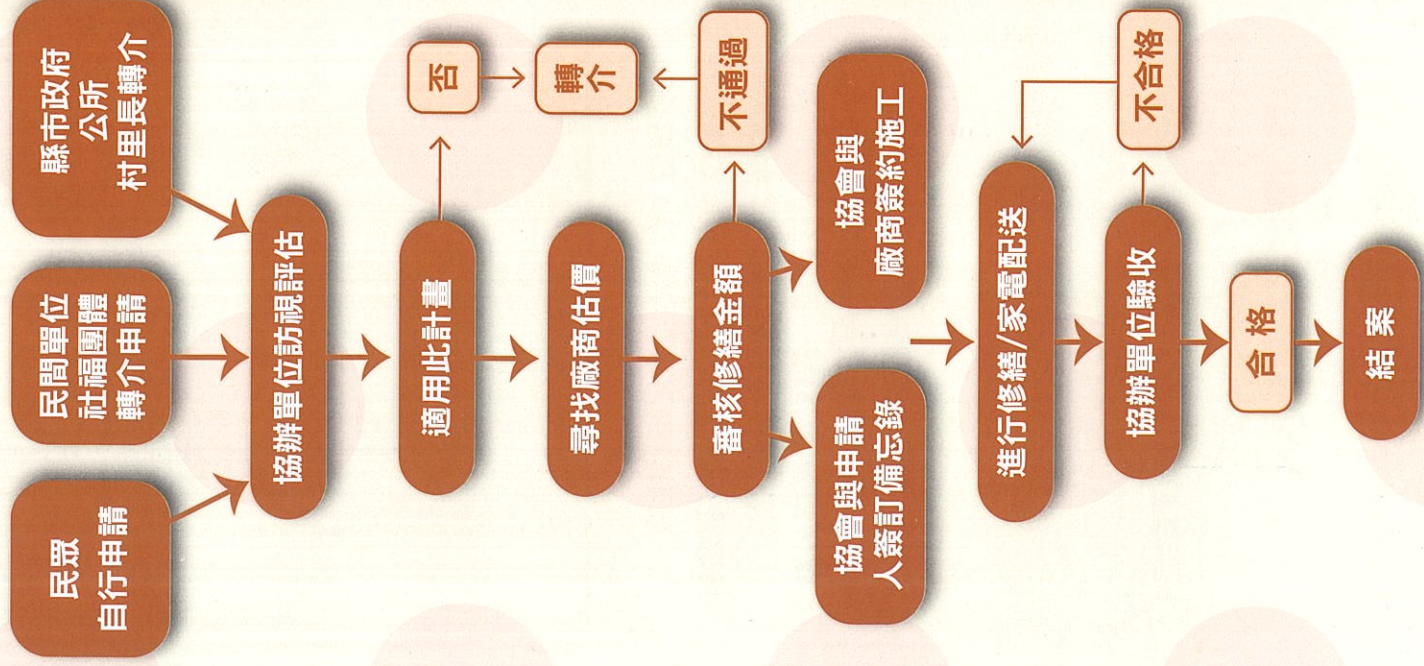 民眾
自行申請
民間單位
社福團體
轉介申請
縣市政府
公所
村里長轉介
協辦單位訪視評估
適用此計畫
否
轉介
尋找廠商估價
審核修繕金額
不通過
協會與申請
人簽訂備忘錄
協會與
廠商簽約施工
進行修繕/家電配送
協辦單位驗收
不合格
合格
結案